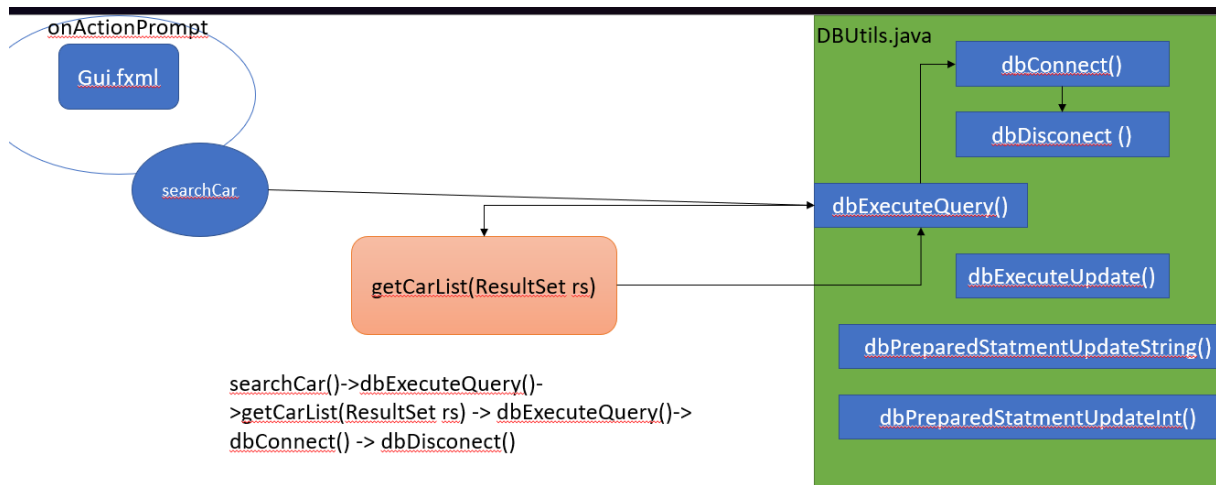 onActionPrompt
Gui.fxml
searchCar
getCarList(ResultSet rs)
searchCar()->dbExecuteQuery()-
>getCarList(ResultSet rs) -> dbExecuteQuery()->
dbConnect() -> dbDisconect()
DBUtils.java
dbConnect()
dbDisconect ()
dbExecuteQuery()
dbExecuteUpdate()
dbPreparedStatmentUpdateString()
dbPreparedStatmentUpdateInt()